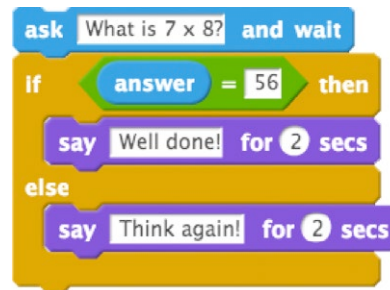 ask What is 7 x 8? and wait
if answer = 56 then
say Well done! for 2 secs
else
say Think again! for 2 secs